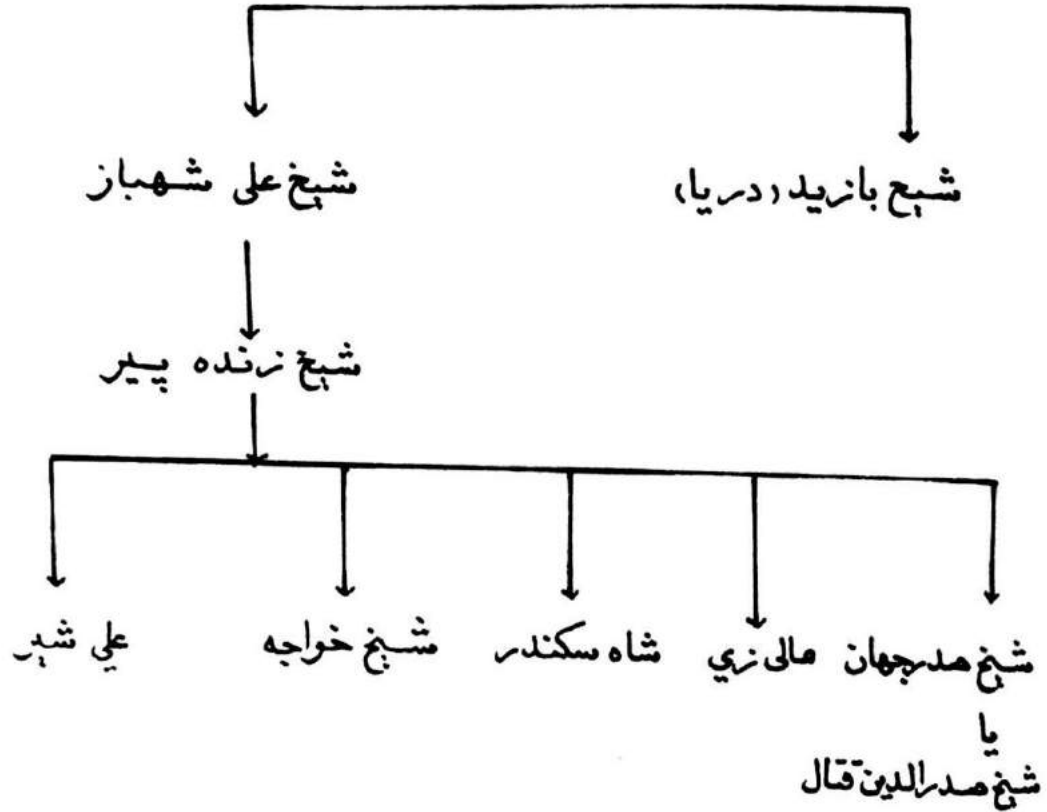 شیخ بازید (دریا)
شیخ علی شهباز
شیخ زنده پیر
شیخ صدرجهان
مالی زي
شاه سکندر
شیخ خواجه
علي شیر
یا
شیخ صدرالدین قتال